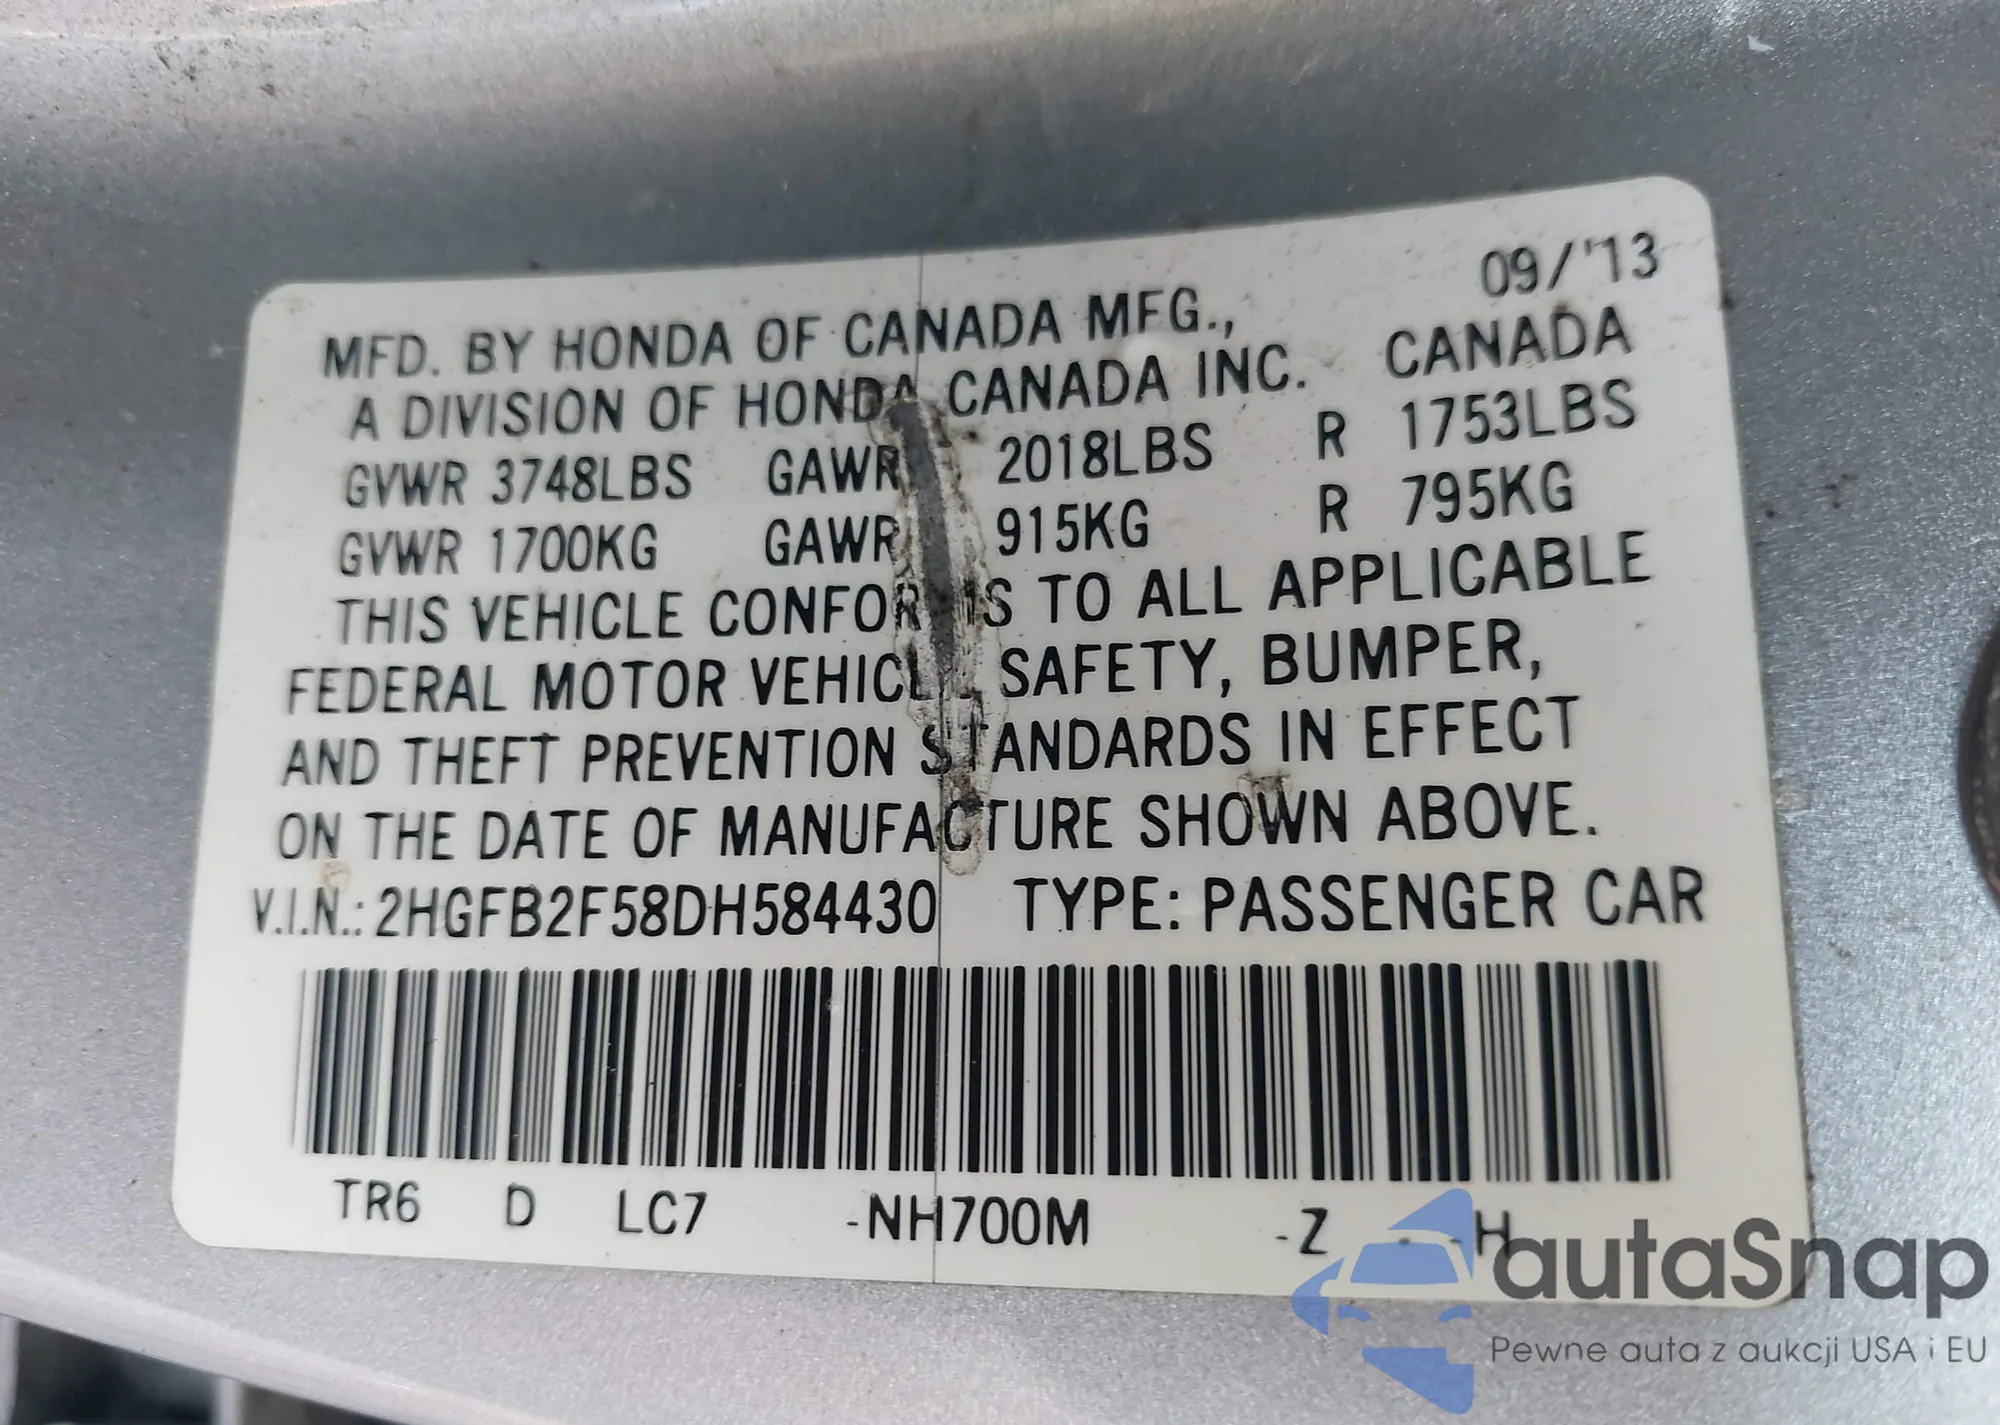 09/'13
MFD. BY HONDA OF CANADA MFG.,
A DIVISION OF HONDA CANADA INC. CANADA
GVWR 3748LBS GAWR 2018LBS R 1753LBS
GVWR 1700KG GAWR 915KG R 795KG
THIS VEHICLE CONFORMS TO ALL APPLICABLE
FEDERAL MOTOR VEHICLE SAFETY, BUMPER,
AND THEFT PREVENTION STANDARDS IN EFFECT
ON THE DATE OF MANUFACTURE SHOWN ABOVE.
V.I.N.: 2HGFB2F58DH584430 TYPE: PASSENGER CAR
TR6 D LC7 -NH700M -Z - -H
autaSnap
Pewne auta z aukcji USA i EU